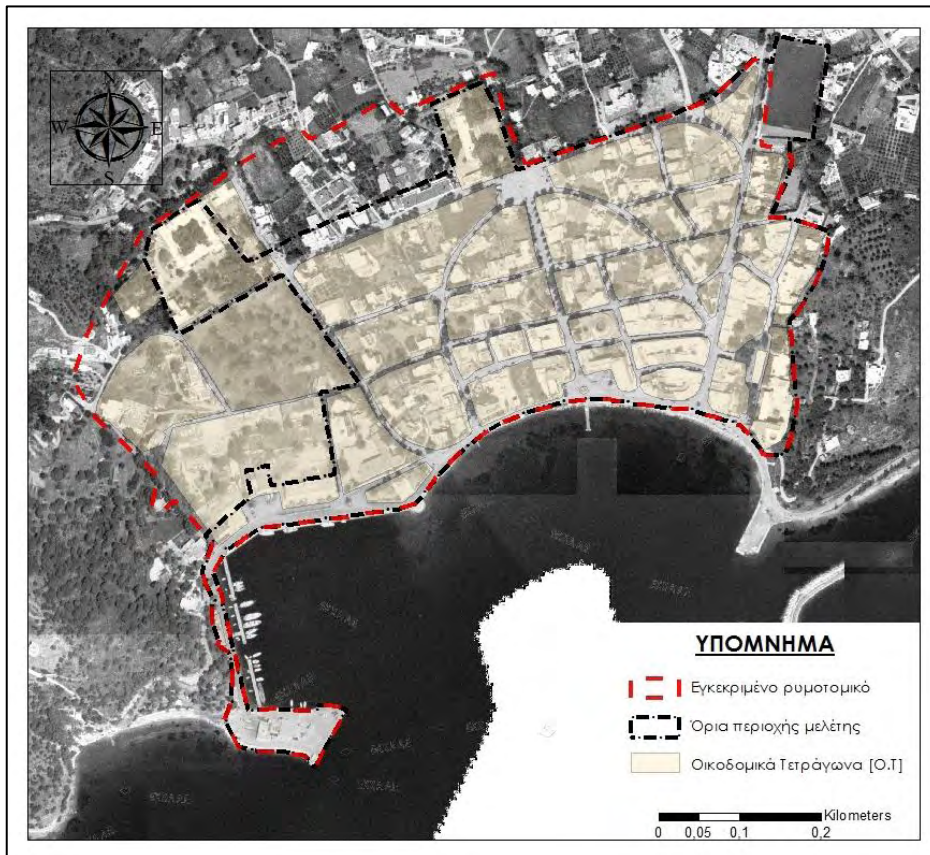 N
W E
S
ΥΠΟΜΝΗΜΑ
Εγκεκριμένο ρυμοτομικό
Όρια περιοχής μελέτης
Οικοδομικά Τετράγωνα [Ο.Τ]
Kilometers
0 0,05 0,1 0,2